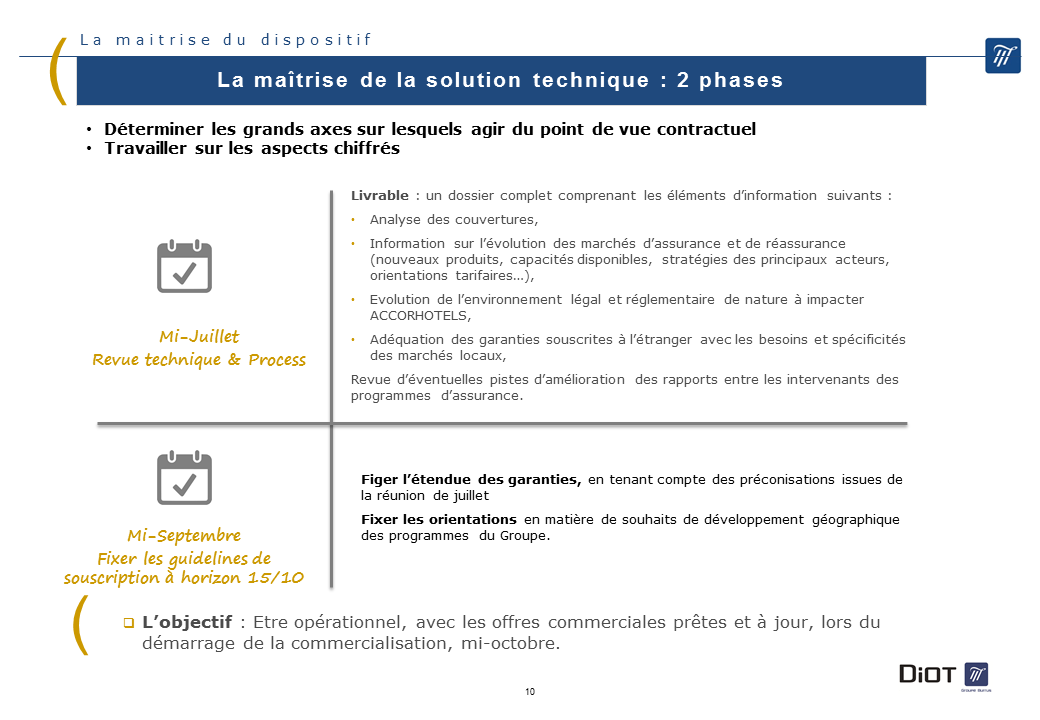 La maitrise du dispositif
La maîtrise de la solution technique : 2 phases
• Déterminer les grands axes sur lesquels agir du point de vue contractuel
• Travailler sur les aspects chiffrés
Mi-Juillet
Revue technique & Process
Livrable : un dossier complet comprenant les éléments d’information suivants :
▪ Analyse des couvertures,
▪ Information sur l’évolution des marchés d’assurance et de réassurance
(nouveaux produits, capacités disponibles, stratégies des principaux acteurs,
orientations tarifaires…),
▪ Evolution de l’environnement légal et réglementaire de nature à impacter
ACCORHOTELS,
▪ Adéquation des garanties souscrites à l’étranger avec les besoins et spécificités
des marchés locaux,
Revue d’éventuelles pistes d’amélioration des rapports entre les intervenants des
programmes d’assurance.
Mi-Septembre
Fixer les guidelines de
souscription à horizon 15/10
Figer l’étendue des garanties, en tenant compte des préconisations issues de
la réunion de juillet
Fixer les orientations en matière de souhaits de développement géographique
des programmes du Groupe.
❑ L’objectif : Etre opérationnel, avec les offres commerciales prêtes et à jour, lors du
démarrage de la commercialisation, mi-octobre.
DiOT
Groupe Burrus
10